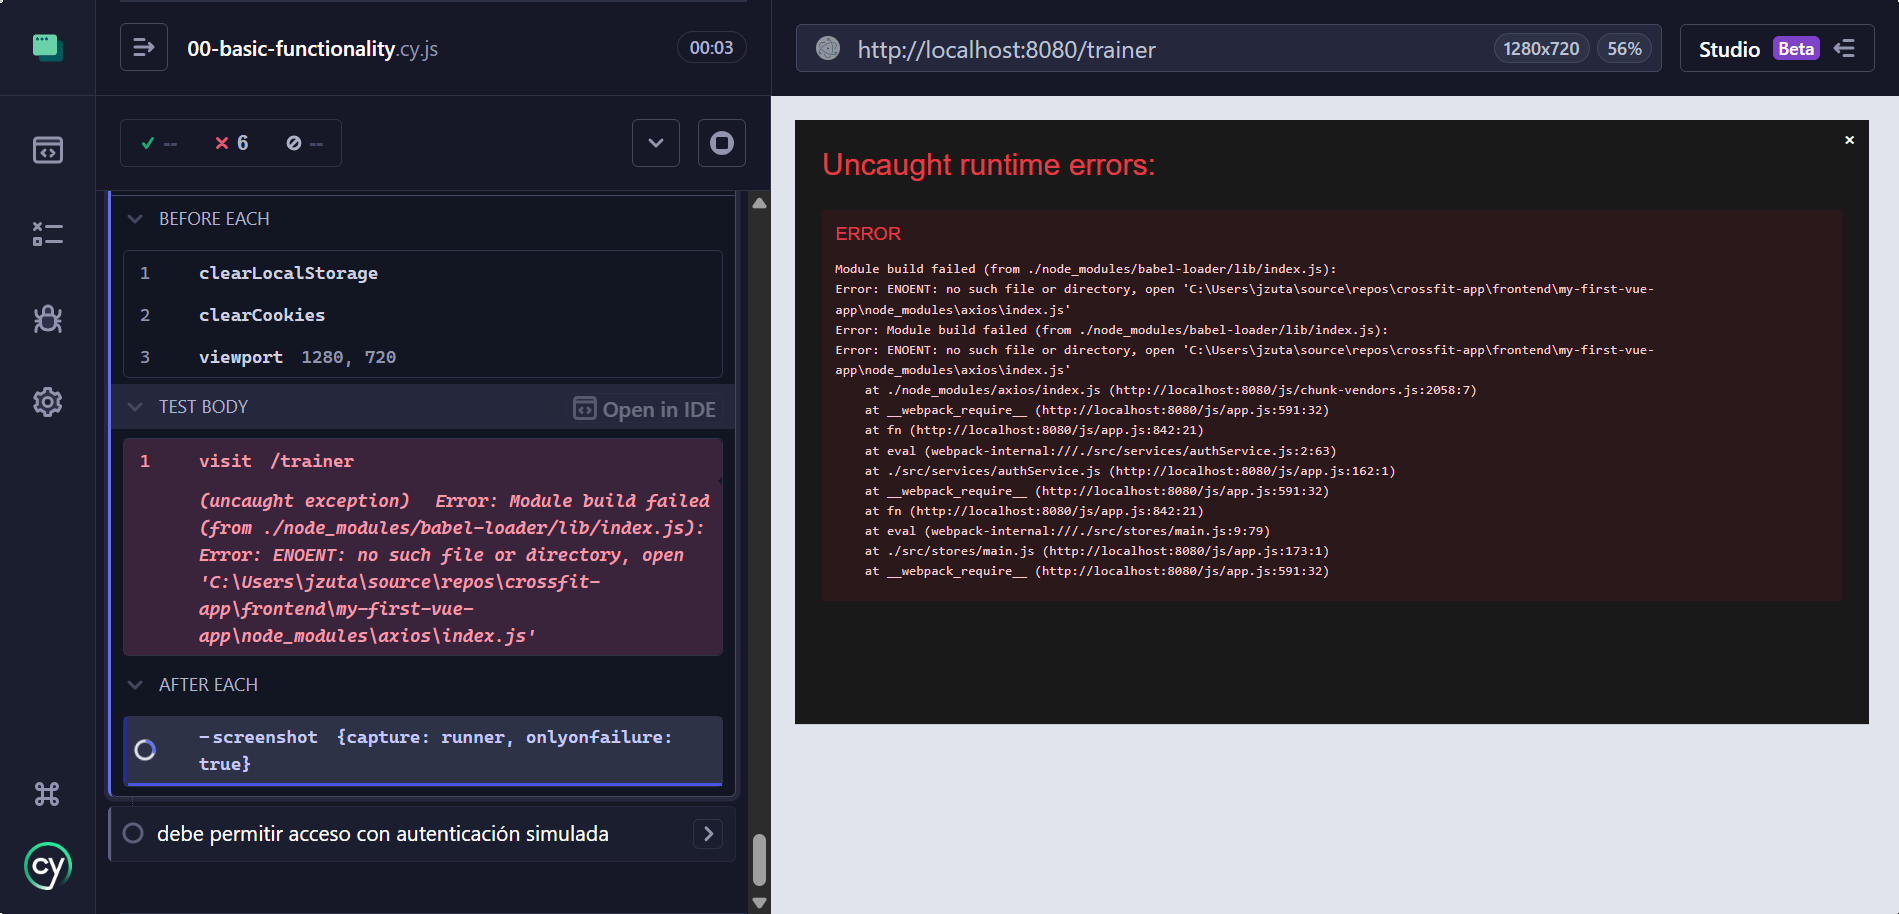 00-basic-functionality.cy.js
00:03
-- 6 --
BEFORE EACH
1 clearLocalStorage
2 clearCookies
3 viewport 1280, 720
TEST BODY
Open in IDE
1 visit /trainer
(uncaught exception) Error: Module build failed
(from ./node_modules/babel-loader/lib/index.js):
Error: ENOENT: no such file or directory, open
'C:\Users\jzuta\source\repos\crossfit-
app\frontend\my-first-vue-
app\node_modules\axios\index.js'
AFTER EACH
-screenshot {capture: runner, onlyonfailure:
true}
debe permitir acceso con autenticación simulada
cy
http://localhost:8080/trainer
1280x720
56%
Studio Beta
×
Uncaught runtime errors:
ERROR
Module build failed (from ./node_modules/babel-loader/lib/index.js):
Error: ENOENT: no such file or directory, open 'C:\Users\jzuta\source\repos\crossfit-app\frontend\my-first-vue-
app\node_modules\axios\index.js'
Error: Module build failed (from ./node_modules/babel-loader/lib/index.js):
Error: ENOENT: no such file or directory, open 'C:\Users\jzuta\source\repos\crossfit-app\frontend\my-first-vue-
app\node_modules\axios\index.js'
at ./node_modules/axios/index.js (http://localhost:8080/js/chunk-vendors.js:2058:7)
at __webpack_require__ (http://localhost:8080/js/app.js:591:32)
at fn (http://localhost:8080/js/app.js:842:21)
at eval (webpack-internal:///./src/services/authService.js:2:63)
at ./src/services/authService.js (http://localhost:8080/js/app.js:162:1)
at __webpack_require__ (http://localhost:8080/js/app.js:591:32)
at fn (http://localhost:8080/js/app.js:842:21)
at eval (webpack-internal:///./src/stores/main.js:9:79)
at ./src/stores/main.js (http://localhost:8080/js/app.js:173:1)
at __webpack_require__ (http://localhost:8080/js/app.js:591:32)